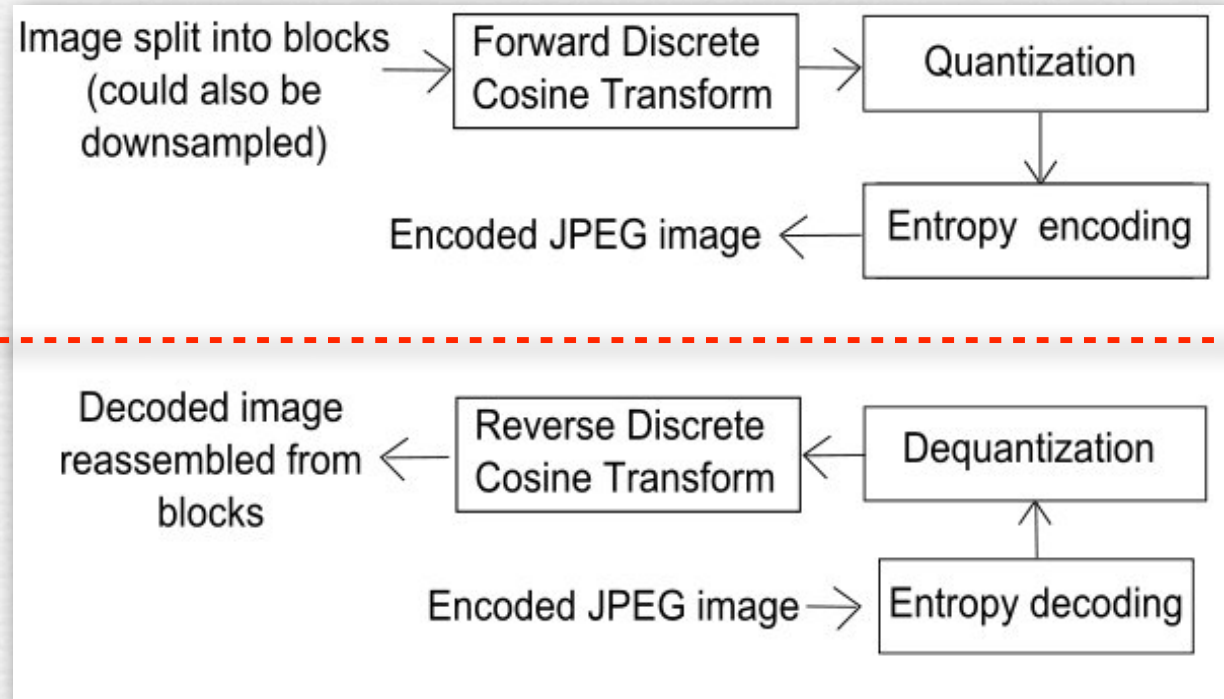 Image split into blocks
(could also be
downsampled)
Forward Discrete
Cosine Transform
Quantization
Entropy encoding
Encoded JPEG image
Decoded image
reassembled from
blocks
Reverse Discrete
Cosine Transform
Dequantization
Encoded JPEG image
Entropy decoding